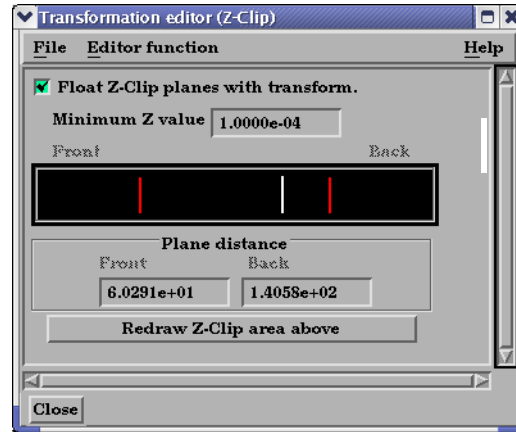 Transformation editor (Z-Clip)
File Editor function Help
Float Z-Clip planes with transform.
Minimum Z value 1.0000e-04
Front Back
Plane distance
Front Back
6.0291e+01 1.4058e+02
Redraw Z-Clip area above
Close